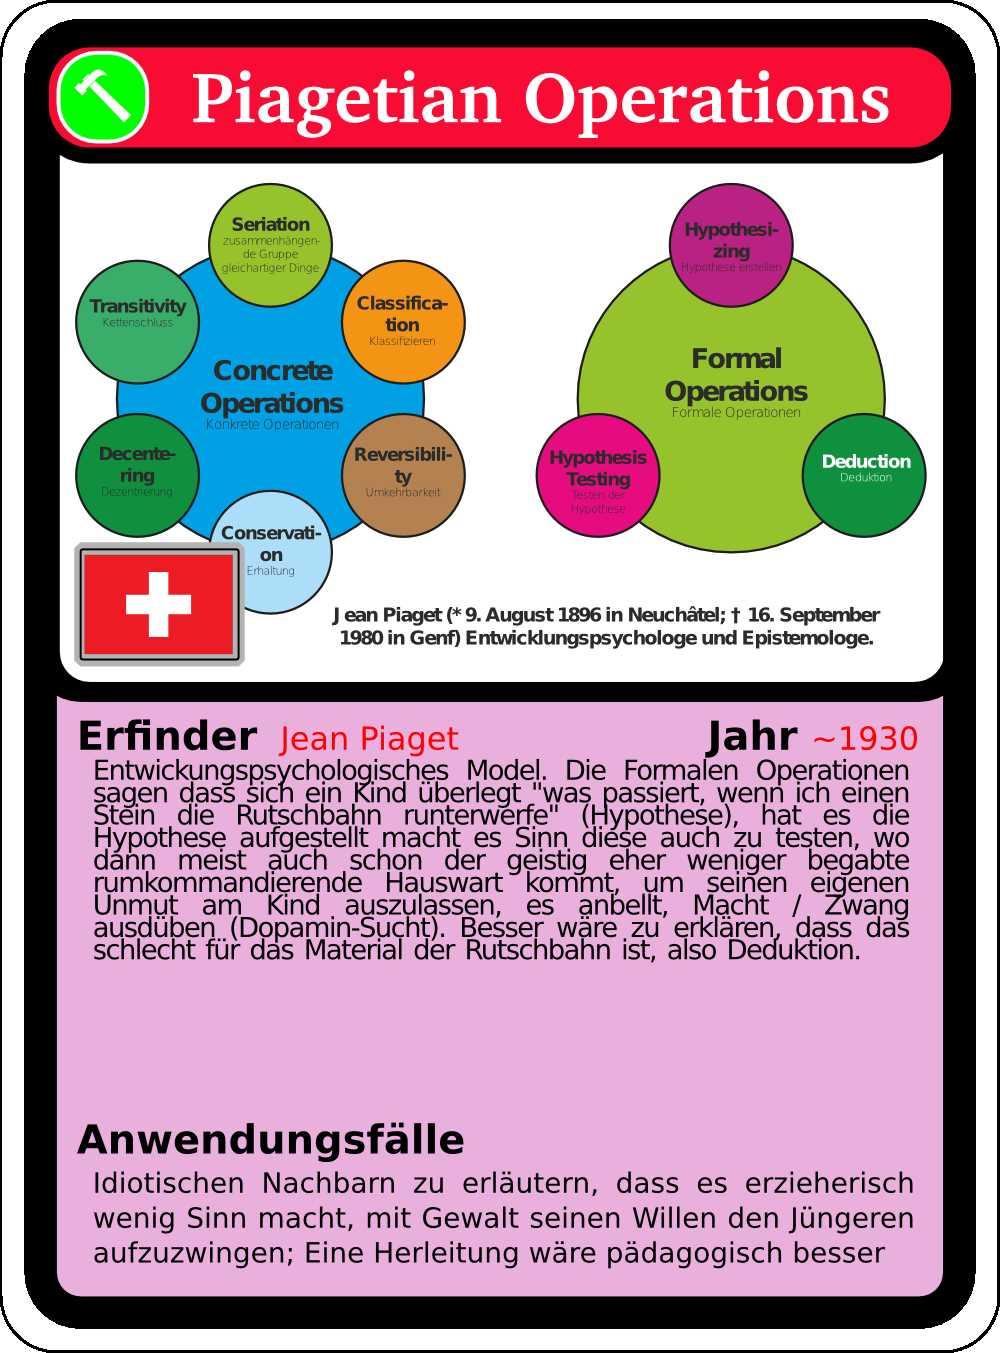 Piagetian Operations
Seriation
zusammenhängen-
de Gruppe
gleichartiger Dinge
Transitivity
Kettenschluss
Classifica-
tion
Klassifizieren
Concrete
Operations
Konkrete Operationen
Decente-
ring
Dezentrierung
Reversibili-
ty
Umkehrbarkeit
Conservati-
on
Erhaltung
Hypothesi-
zing
Hypothese erstellen
Formal
Operations
Formale Operationen
Hypothesis
Testing
Testen der
Hypothese
Deduction
Deduktion
Jean Piaget (* 9. August 1896 in Neuchâtel; † 16. September
1980 in Genf) Entwicklungspsychologe und Epistemologe.
Erfinder Jean Piaget Jahr ~1930
Entwickungspsychologisches Model. Die Formalen Operationen
sagen dass sich ein Kind überlegt "was passiert, wenn ich einen
Stein die Rutschbahn runterwerfe" (Hypothese), hat es die
Hypothese aufgestellt macht es Sinn diese auch zu testen, wo
dann meist auch schon der geistig eher weniger begabte
rumkommandierende Hauswart kommt, um seinen eigenen
Unmut am Kind auszulassen, es anbellt, Macht / Zwang
ausdüben (Dopamin-Sucht). Besser wäre zu erklären, dass das
schlecht für das Material der Rutschbahn ist, also Deduktion.
Anwendungsfälle
Idiotischen Nachbarn zu erläutern, dass es erzieherisch
wenig Sinn macht, mit Gewalt seinen Willen den Jüngeren
aufzuzwingen; Eine Herleitung wäre pädagogisch besser